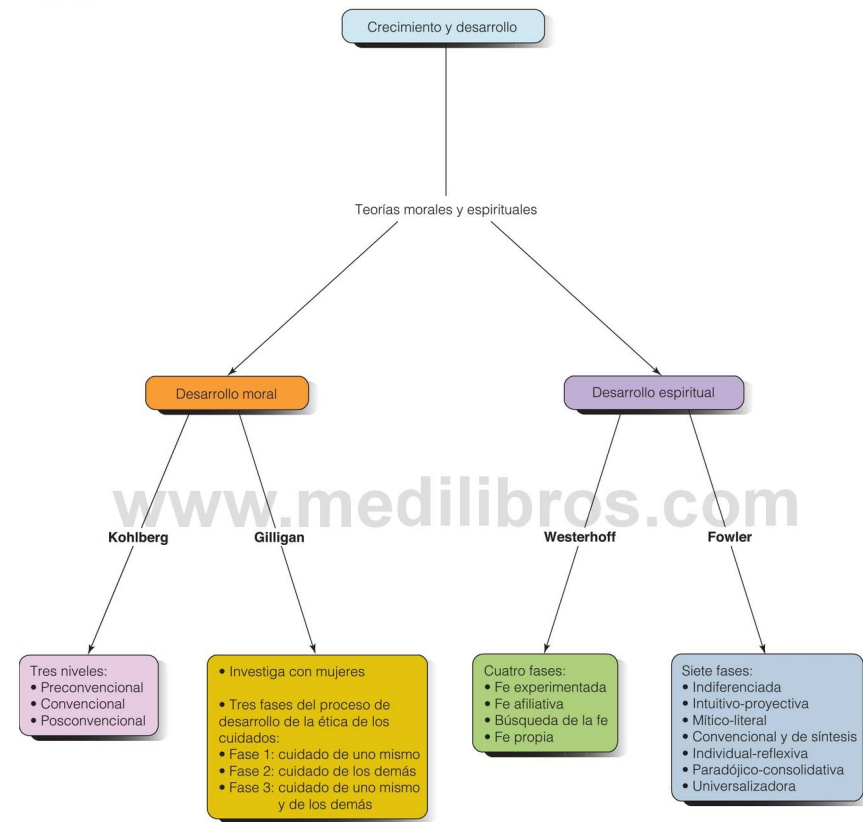 Crecimiento y desarrollo
Teorías morales y espirituales
Desarrollo moral
Desarrollo espiritual
www.medilibros.com
Kohlberg
Gilligan
Westerhoff
Fowler
Tres niveles:
• Preconvencional
• Convencional
• Posconvencional
• Investiga con mujeres
• Tres fases del proceso de
desarrollo de la ética de los
cuidados:
• Fase 1: cuidado de uno mismo
• Fase 2: cuidado de los demás
• Fase 3: cuidado de uno mismo
y de los demás
Cuatro fases:
• Fe experimentada
• Fe afiliativa
• Búsqueda de la fe
• Fe propia
Siete fases:
• Indiferenciada
• Intuitivo-proyectiva
• Mítico-literal
• Convencional y de síntesis
• Individual-reflexiva
• Paradójico-consolidativa
• Universalizadora